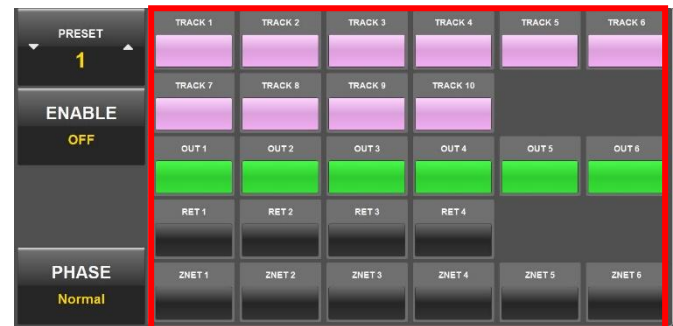 PRESET
1
ENABLE
OFF
PHASE
Normal
TRACK 1 TRACK 2 TRACK 3 TRACK 4 TRACK 5 TRACK 6
TRACK 7 TRACK 8 TRACK 9 TRACK 10
OUT 1 OUT 2 OUT 3 OUT 4 OUT 5 OUT 6
RET 1 RET 2 RET 3 RET 4
ZNET 1 ZNET 2 ZNET 3 ZNET 4 ZNET 5 ZNET 6